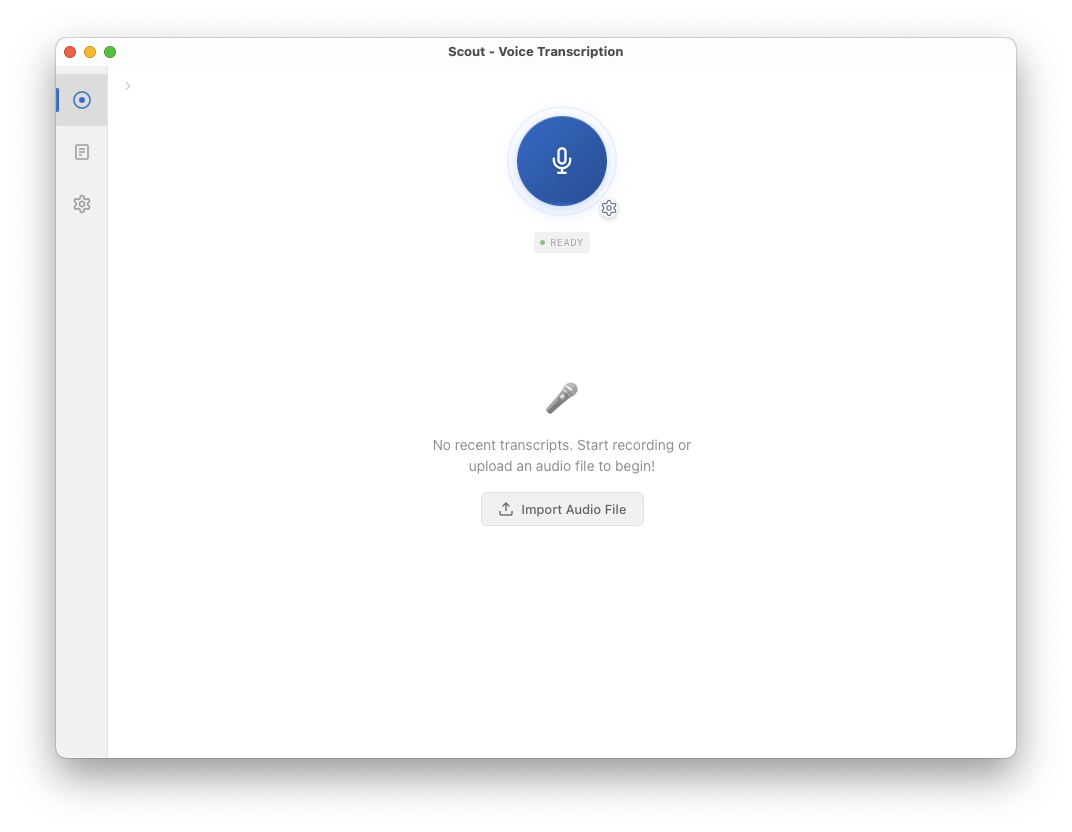 Scout - Voice Transcription
READY
No recent transcripts. Start recording or
upload an audio file to begin!
Import Audio File